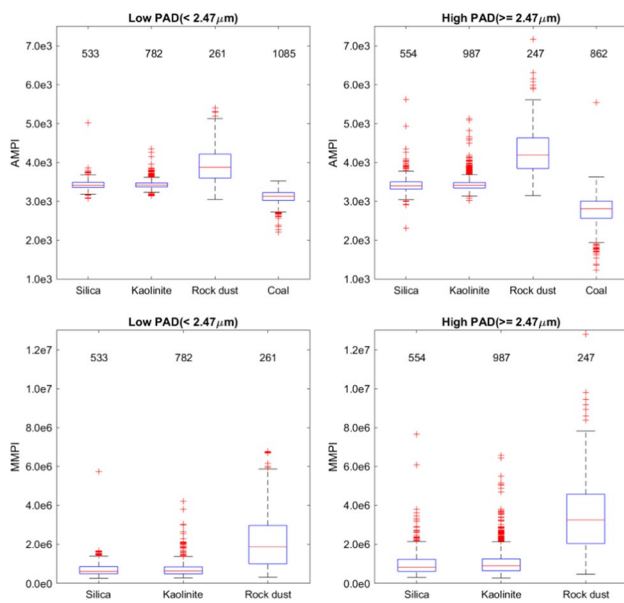 Low PAD(< 2.47μm)
7.0e3
6.0e3
5.0e3
4.0e3
3.0e3
2.0e3
1.0e3
AMPI
533 782 261 1085
Silica Kaolinite Rock dust Coal
High PAD(>= 2.47μm)
7.0e3
6.0e3
5.0e3
4.0e3
3.0e3
2.0e3
1.0e3
AMPI
554 987 247 862
Silica Kaolinite Rock dust Coal
Low PAD(< 2.47μm)
1.2e7
1.0e7
8.0e6
6.0e6
4.0e6
2.0e6
0.0e0
MMPI
533 782 261
Silica Kaolinite Rock dust
High PAD(>= 2.47μm)
1.2e7
1.0e7
8.0e6
6.0e6
4.0e6
2.0e6
0.0e0
MMPI
554 987 247
Silica Kaolinite Rock dust